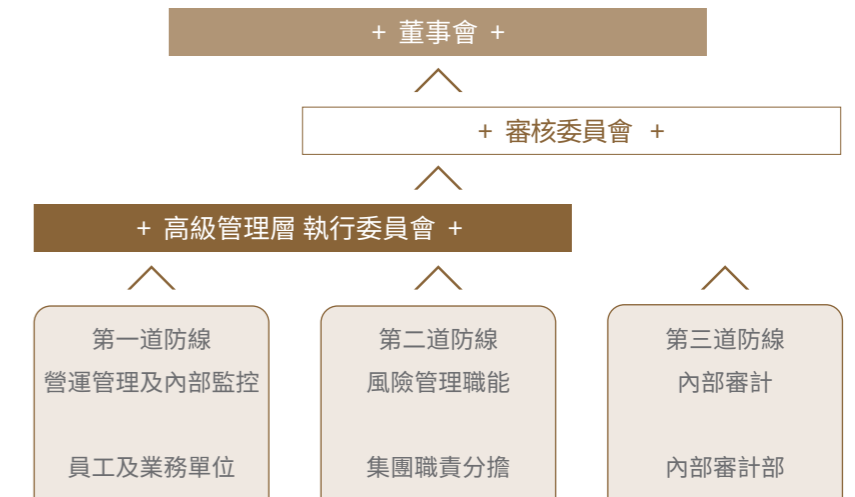 + 董事會 +
+ 審核委員會 +
+ 高級管理層 執行委員會 +
第一道防線
營運管理及內部監控
員工及業務單位
第二道防線
風險管理職能
集團職責分擔
第三道防線
內部審計
內部審計部